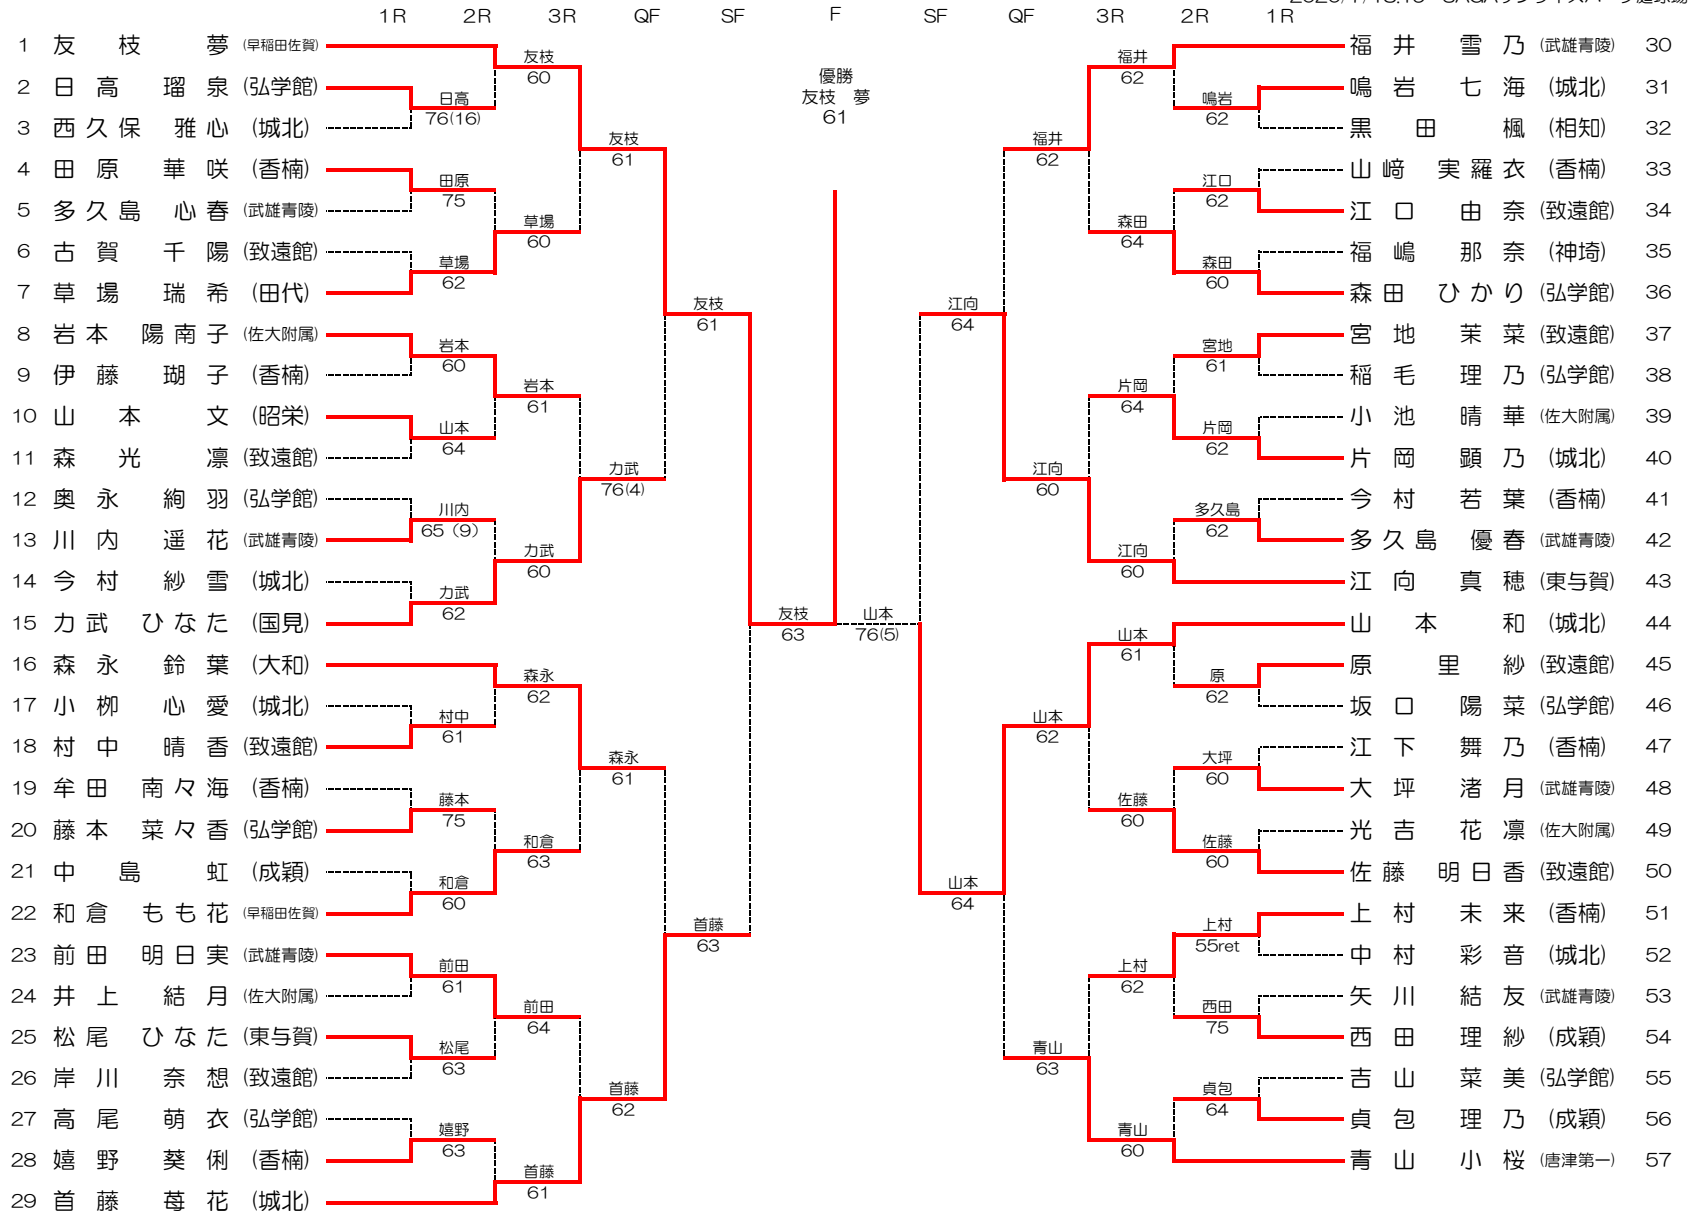 1R 2R 3R QF SF F SF QF 3R 2R 1R
優勝
友枝 夢
61
1 友枝 夢 (早稲田佐賀)
2 日高 瑠泉 (弘学館)
3 西久保 雅心 (城北)
4 田原 華咲 (香楠)
5 多久島 心春 (武雄青陵)
6 古賀 千陽 (致遠館)
7 草場 瑞希 (田代)
8 岩本 陽南子 (佐大附属)
9 伊藤 瑚子 (香楠)
10 山本 文 (昭栄)
11 森光 凛 (致遠館)
12 奥永 絢羽 (弘学館)
13 川内 遥花 (武雄青陵)
14 今村 紗雪 (城北)
15 力武 ひなた (国見)
16 森永 鈴葉 (大和)
17 小栁 心愛 (城北)
18 村中 晴香 (致遠館)
19 牟田 南々海 (香楠)
20 藤本 菜々香 (弘学館)
21 中島 虹 (成穎)
22 和倉 もも花 (早稲田佐賀)
23 前田 明日実 (武雄青陵)
24 井上 結月 (佐大附属)
25 松尾 ひなた (東与賀)
26 岸川 奈想 (致遠館)
27 高尾 萌衣 (弘学館)
28 嬉野 葵俐 (香楠)
29 首藤 苺花 (城北)
日高
76(16)
田原
75
草場
62
岩本
60
山本
64
川内
65 (9)
力武
62
村中
61
藤本
75
和倉
60
前田
61
松尾
63
嬉野
63
友枝
60
草場
60
岩本
61
力武
60
森永
62
和倉
63
前田
64
首藤
61
友枝
61
力武
76(4)
森永
61
首藤
62
友枝
61
首藤
63
友枝
63
山本
76(5)
江向
64
山本
64
福井
62
江向
60
山本
62
青山
63
福井
62
森田
64
片岡
64
江向
60
山本
61
佐藤
60
上村
62
青山
60
鳴岩
62
江口
62
森田
60
宮地
61
片岡
62
多久島
62
原
62
大坪
60
佐藤
60
上村
55ret
西田
75
貞包
64
福井 雪乃 (武雄青陵) 30
鳴岩 七海 (城北) 31
黒田 楓 (相知) 32
山﨑 実羅衣 (香楠) 33
江口 由奈 (致遠館) 34
福嶋 那奈 (神埼) 35
森田 ひかり (弘学館) 36
宮地 茉菜 (致遠館) 37
稲毛 理乃 (弘学館) 38
小池 晴華 (佐大附属) 39
片岡 顕乃 (城北) 40
今村 若葉 (香楠) 41
多久島 優春 (武雄青陵) 42
江向 真穂 (東与賀) 43
山本 和 (城北) 44
原 里紗 (致遠館) 45
坂口 陽菜 (弘学館) 46
江下 舞乃 (香楠) 47
大坪 渚月 (武雄青陵) 48
光吉 花凛 (佐大附属) 49
佐藤 明日香 (致遠館) 50
上村 未来 (香楠) 51
中村 彩音 (城北) 52
矢川 結友 (武雄青陵) 53
西田 理紗 (成穎) 54
吉山 菜美 (弘学館) 55
貞包 理乃 (成穎) 56
青山 小桜 (唐津第一) 57